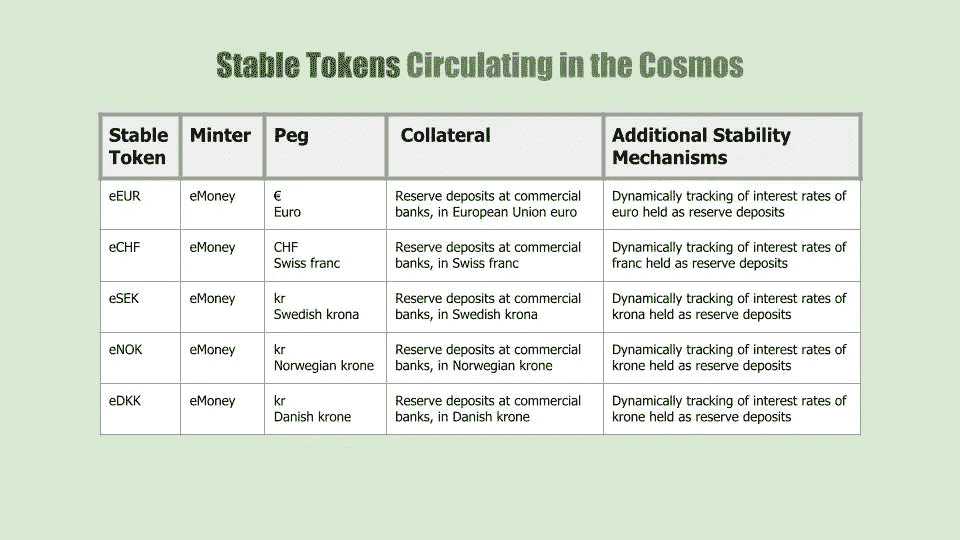 Stable Tokens Circulating in the Cosmos
Stable Token
Minter
Peg
Collateral
Additional Stability
Mechanisms
eEUR
eMoney
€
Euro
Reserve deposits at commercial
banks, in European Union euro
Dynamically tracking of interest rates of
euro held as reserve deposits
eCHF
eMoney
CHF
Swiss franc
Reserve deposits at commercial
banks, in Swiss franc
Dynamically tracking of interest rates of
franc held as reserve deposits
eSEK
eMoney
kr
Swedish krona
Reserve deposits at commercial
banks, in Swedish krona
Dynamically tracking of interest rates of
krona held as reserve deposits
eNOK
eMoney
kr
Norwegian krone
Reserve deposits at commercial
banks, in Norwegian krone
Dynamically tracking of interest rates of
krone held as reserve deposits
eDKK
eMoney
kr
Danish krone
Reserve deposits at commercial
banks, in Danish krone
Dynamically tracking of interest rates of
krone held as reserve deposits